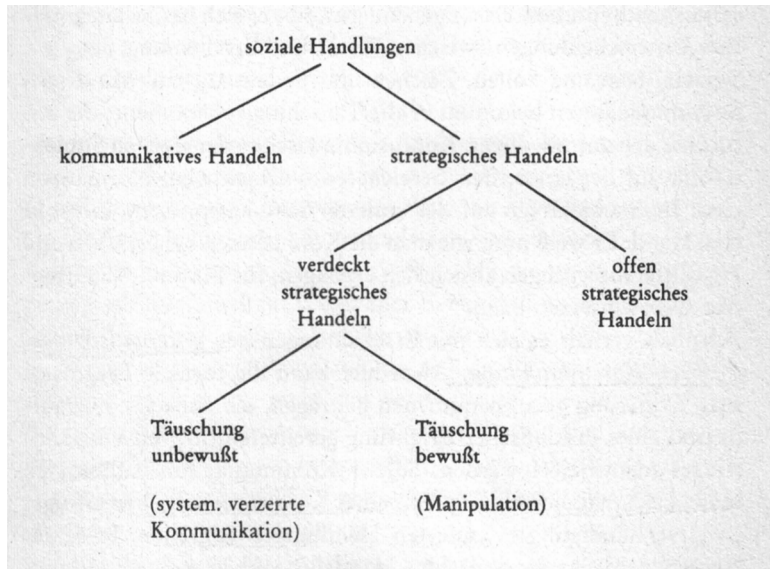 soziale Handlungen
kommunikatives Handeln
strategisches Handeln
verdeckt
strategisches
Handeln
offen
strategisches
Handeln
Täuschung
unbewußt
Täuschung
bewußt
(system. verzerrte
Kommunikation)
(Manipulation)